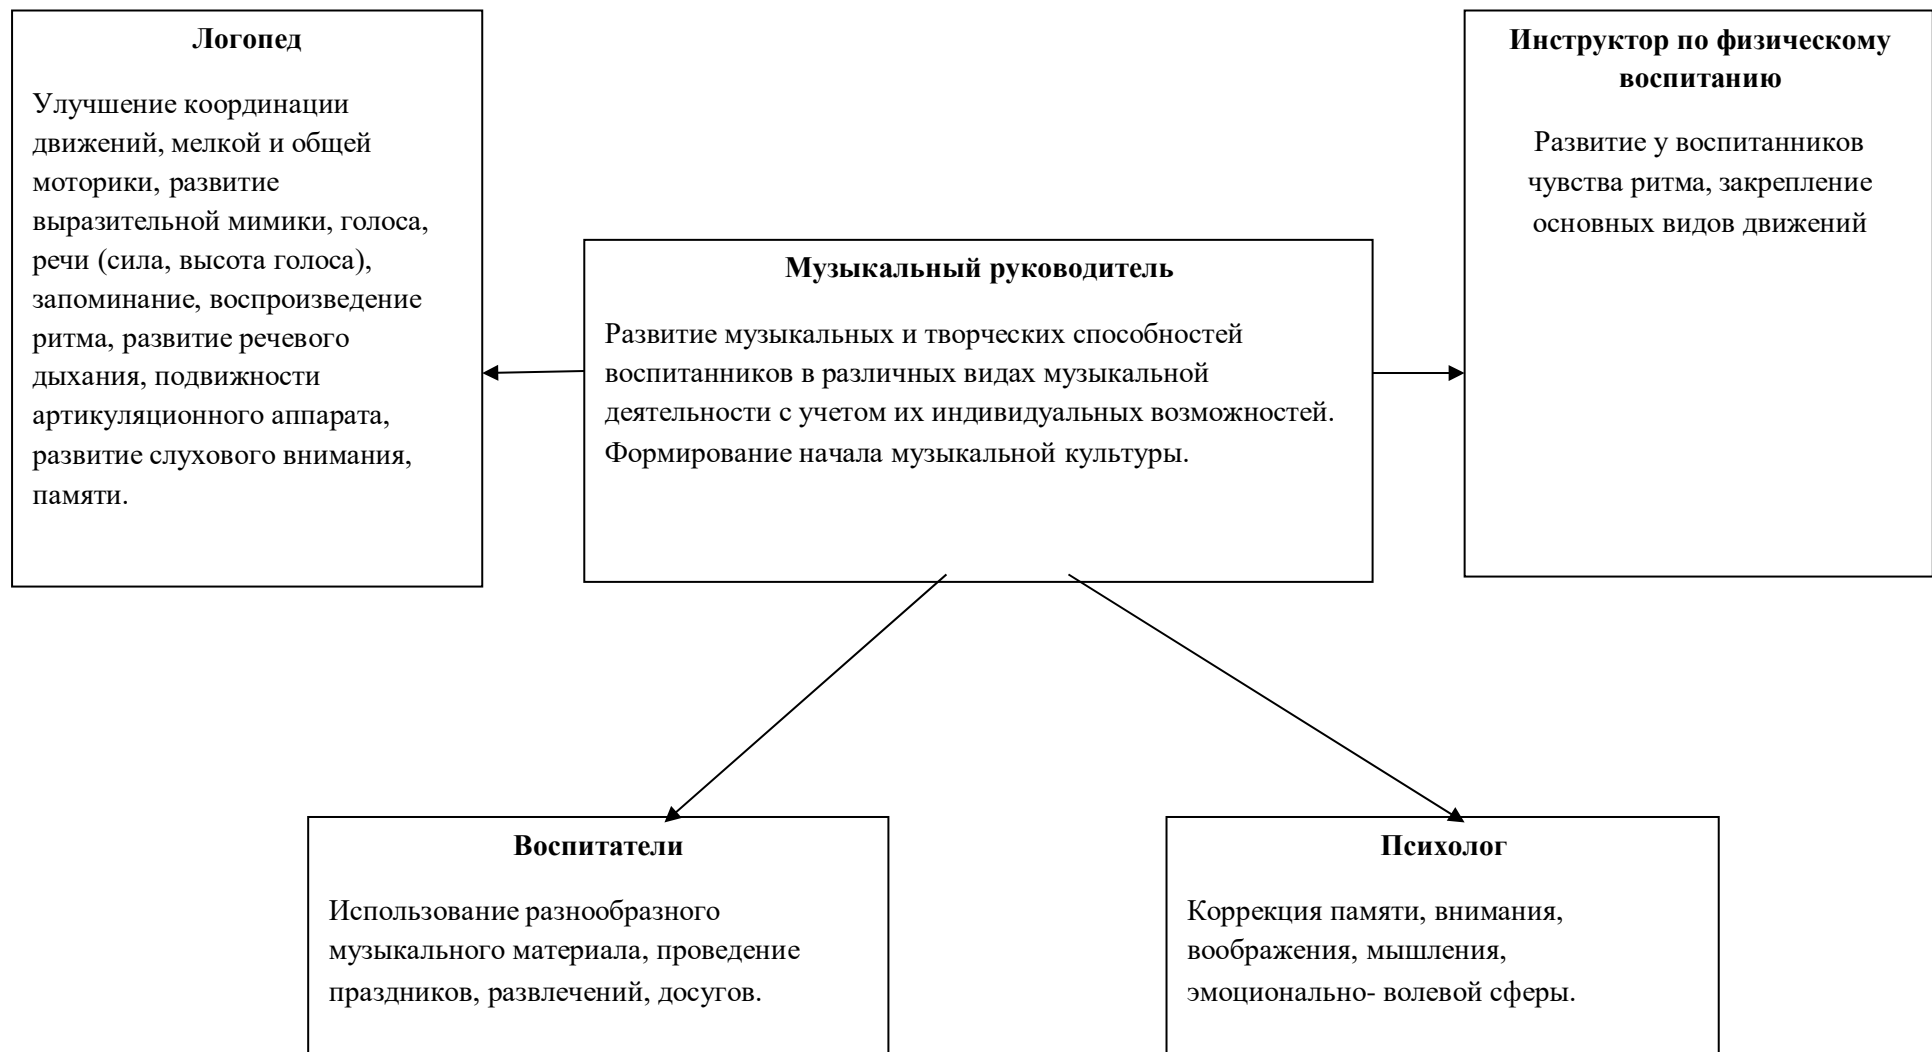 Логопед
Улучшение координации
движений, мелкой и общей
моторики, развитие
выразительной мимики, голоса,
речи (сила, высота голоса),
запоминание, воспроизведение
ритма, развитие речевого
дыхания, подвижности
артикуляционного аппарата,
развитие слухового внимания,
памяти.
Музыкальный руководитель
Развитие музыкальных и творческих способностей
воспитанников в различных видах музыкальной
деятельности с учетом их индивидуальных возможностей.
Формирование начала музыкальной культуры.
Инструктор по физическому
воспитанию
Развитие у воспитанников
чувства ритма, закрепление
основных видов движений
Воспитатели
Использование разнообразного
музыкального материала, проведение
праздников, развлечений, досугов.
Психолог
Коррекция памяти, внимания,
воображения, мышления,
эмоционально- волевой сферы.